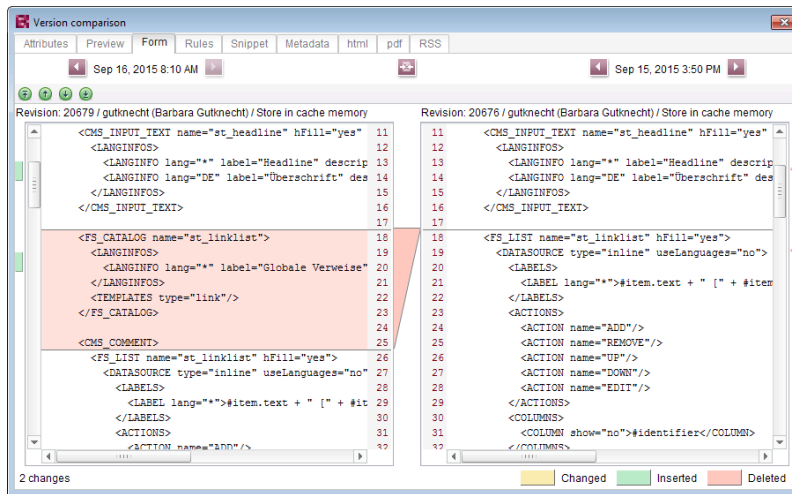 Version comparison
Attributes Preview Form Rules Snippet Metadata html pdf RSS
Sep 16, 2015 8:10 AM
Sep 15, 2015 3:50 PM
Revision: 20679 / gutknecht (Barbara Gutknecht) / Store in cache memory
<CMS_INPUT_TEXT name="st_headline" hFill="yes" 11
<LANGINFOS> 12
<LANGINFO lang="*" label="Headline" descrip 13
<LANGINFO lang="DE" label="Überschrift" des 14
</LANGINFOS> 15
</CMS_INPUT_TEXT> 16
17
<FS_CATALOG name="st_linklist"> 18
<LANGINFOS> 19
<LANGINFO lang="*" label="Globale Verweise" 20
</LANGINFOS> 21
<TEMPLATES type="link"/> 22
</FS_CATALOG> 23
24
<CMS_COMMENT> 25
<FS_LIST name="st_linklist" hFill="yes"> 26
<DATASOURCE type="inline" useLanguages="no" 27
<LABELS> 28
<LABEL lang="*">#item.text + " [" + #it 29
</LABELS> 30
<ACTIONS> 31
<ACTION name="ADD"/> 32
Revision: 20676 / gutknecht (Barbara Gutknecht) / Store in cache memory
11 <CMS_INPUT_TEXT name="st_headline" hFill="yes"
12 <LANGINFOS>
13 <LANGINFO lang="*" label="Headline" descrip
14 <LANGINFO lang="DE" label="Überschrift" des
15 </LANGINFOS>
16 </CMS_INPUT_TEXT>
17
18 <FS_LIST name="st_linklist" hFill="yes">
19 <DATASOURCE type="inline" useLanguages="no">
20 <LABELS>
21 <LABEL lang="*">#item.text + " [" + #item
22 </LABELS>
23 <ACTIONS>
24 <ACTION name="ADD"/>
25 <ACTION name="REMOVE"/>
26 <ACTION name="UP"/>
27 <ACTION name="DOWN"/>
28 <ACTION name="EDIT"/>
29 </ACTIONS>
30 <COLUMNS>
31 <COLUMN show="no">#identifier</COLUMN>
32 </COLUMNS>
2 changes
Changed Inserted Deleted